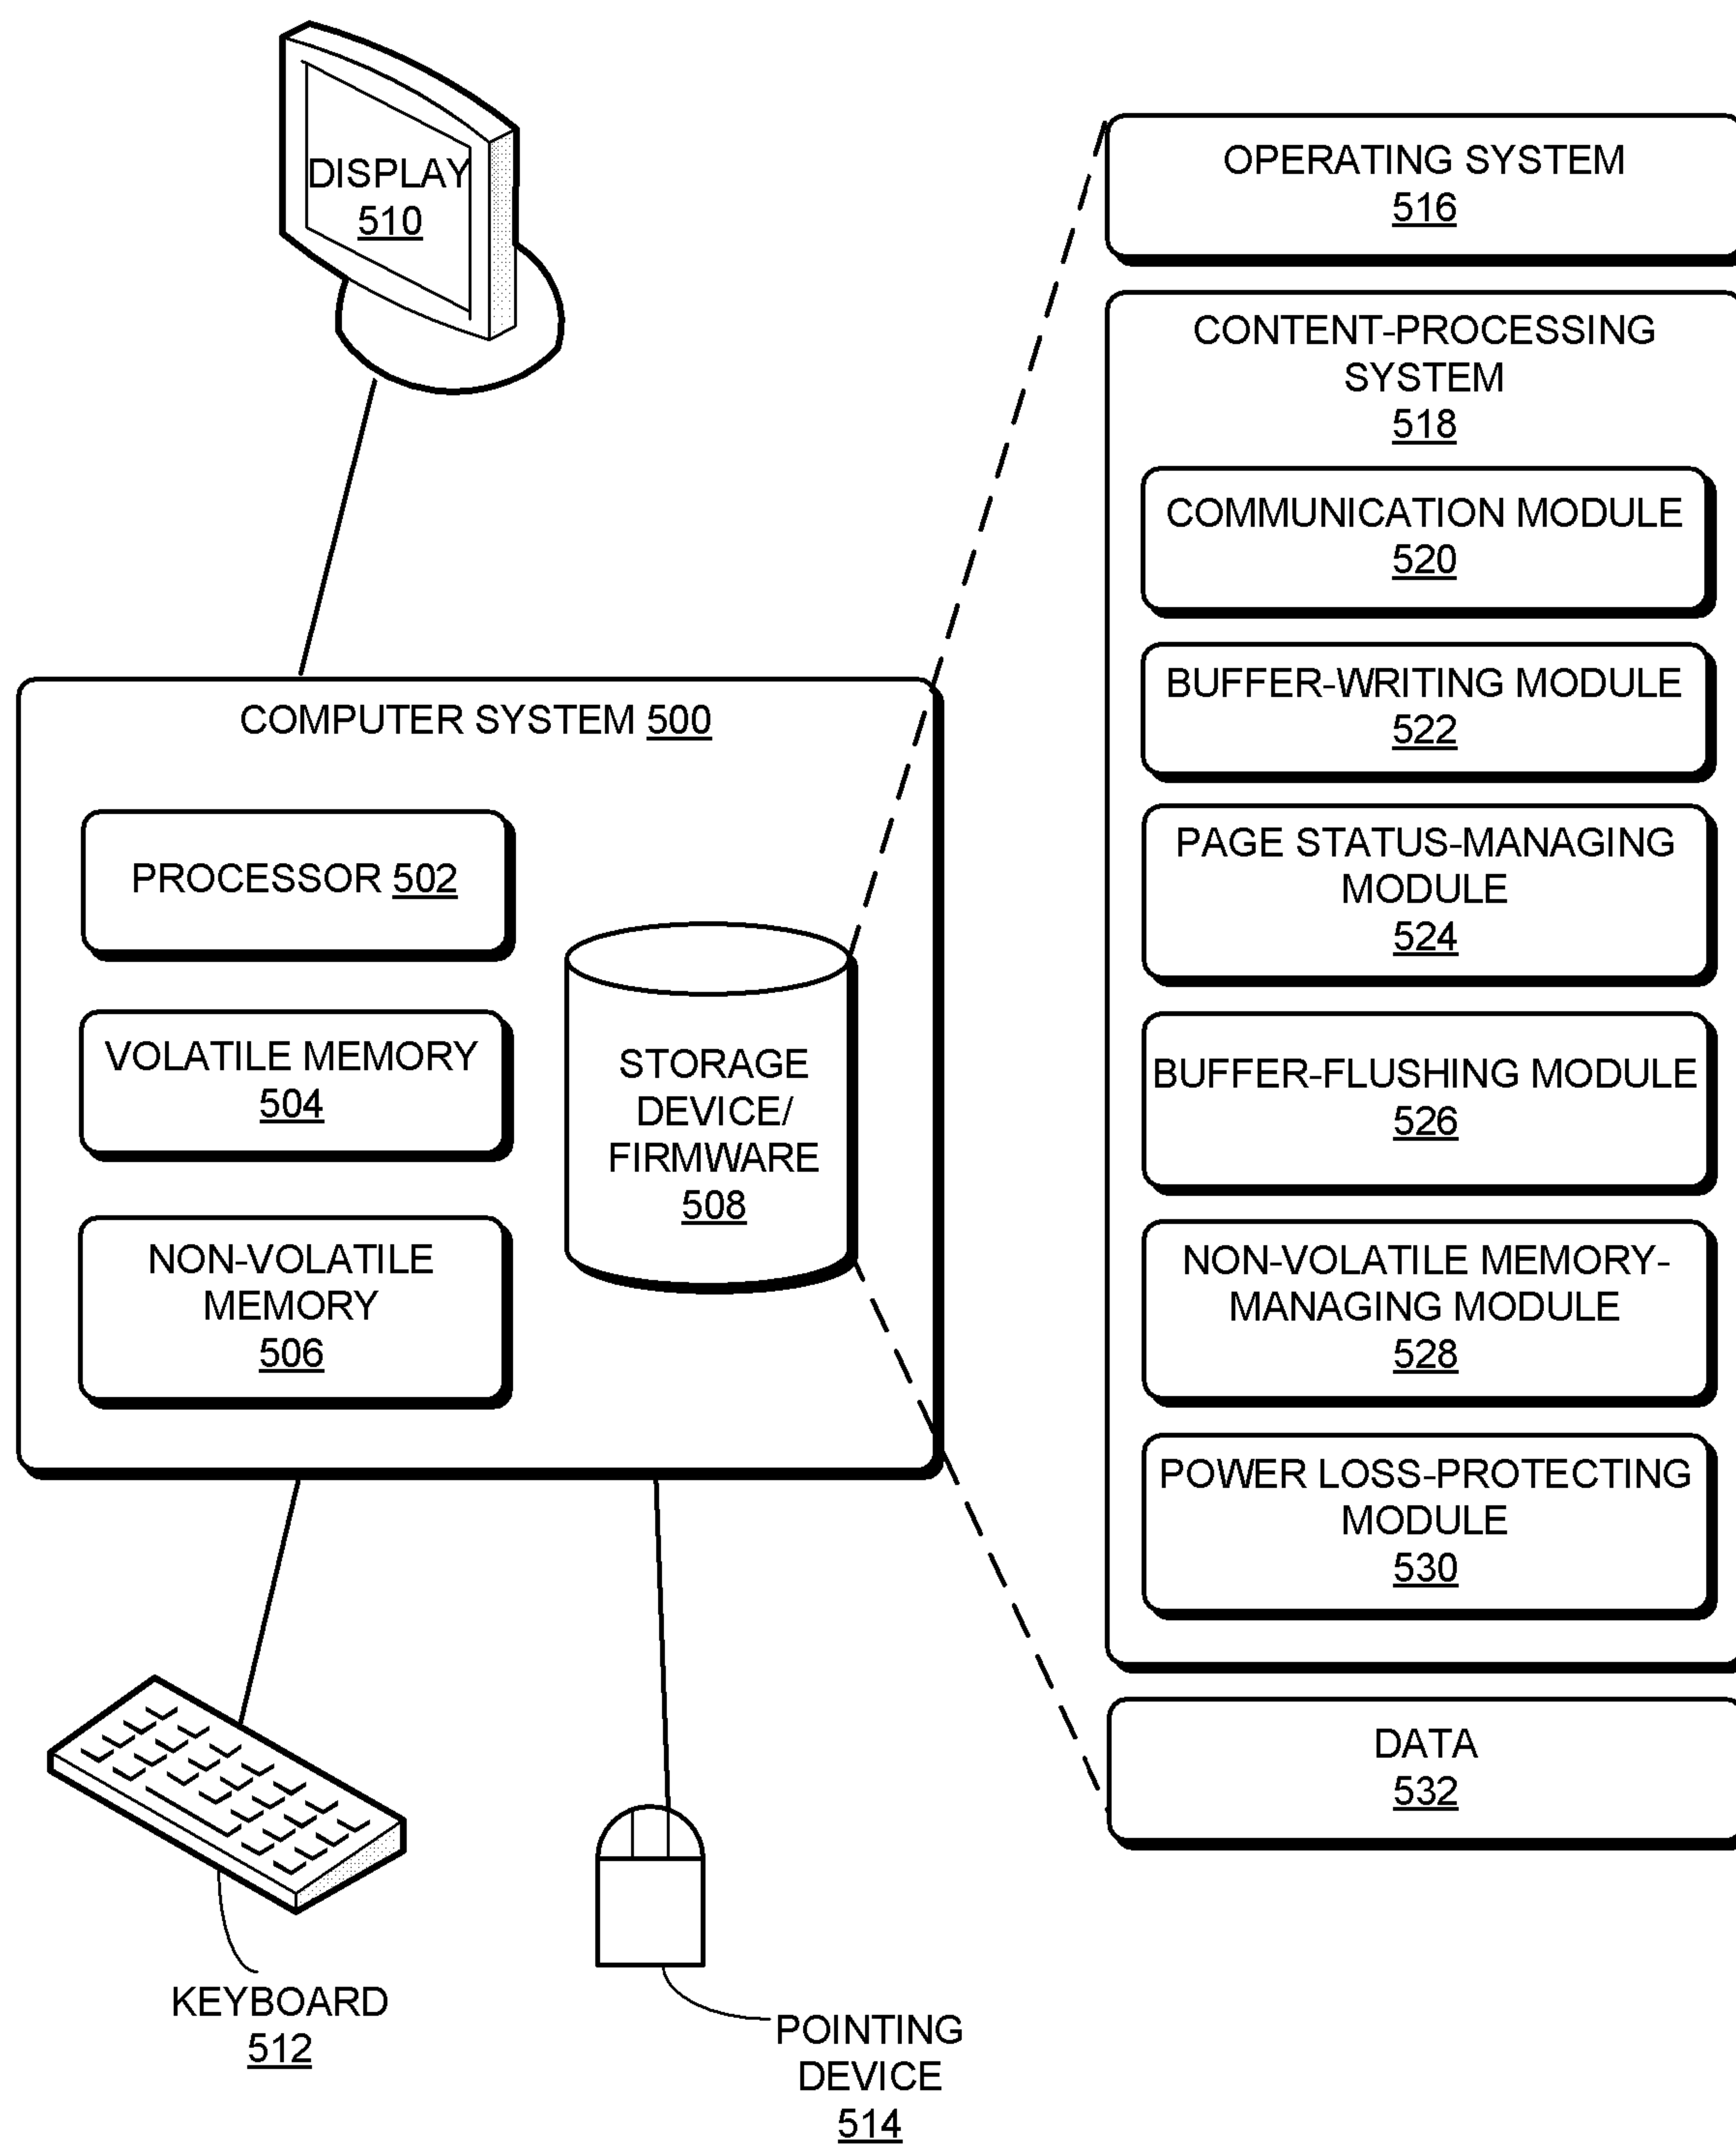 DISPLAY
510
COMPUTER SYSTEM 500
PROCESSOR 502
VOLATILE MEMORY
504
NON-VOLATILE
MEMORY
506
STORAGE
DEVICE/
FIRMWARE
508
KEYBOARD
512
POINTING
DEVICE
514
OPERATING SYSTEM
516
CONTENT-PROCESSING
SYSTEM
518
COMMUNICATION MODULE
520
BUFFER-WRITING MODULE
522
PAGE STATUS-MANAGING
MODULE
524
BUFFER-FLUSHING MODULE
526
NON-VOLATILE MEMORY-
MANAGING MODULE
528
POWER LOSS-PROTECTING
MODULE
530
DATA
532